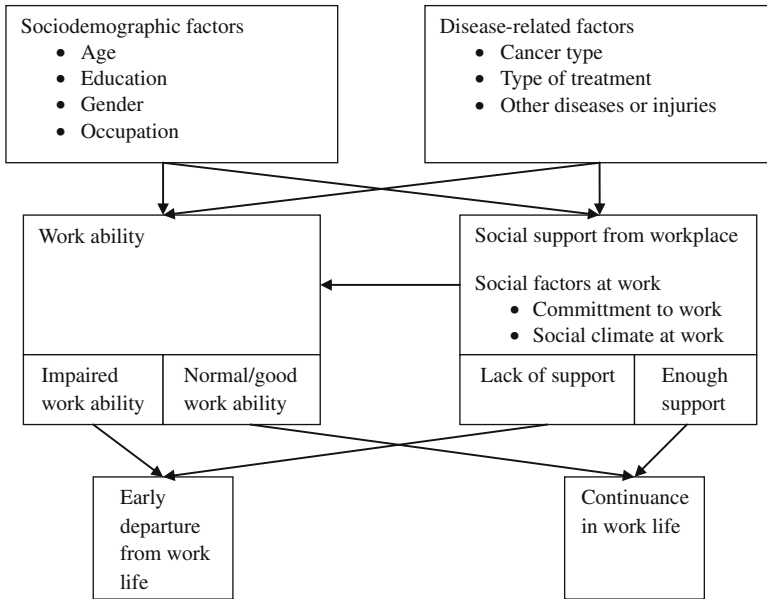 Sociodemographic factors
• Age
• Education
• Gender
• Occupation
Disease-related factors
• Cancer type
• Type of treatment
• Other diseases or injuries
Work ability
Social support from workplace
Social factors at work
• Committment to work
• Social climate at work
Impaired
work ability
Normal/good
work ability
Lack of support
Enough
support
Early
departure
from work
life
Continuance
in work life